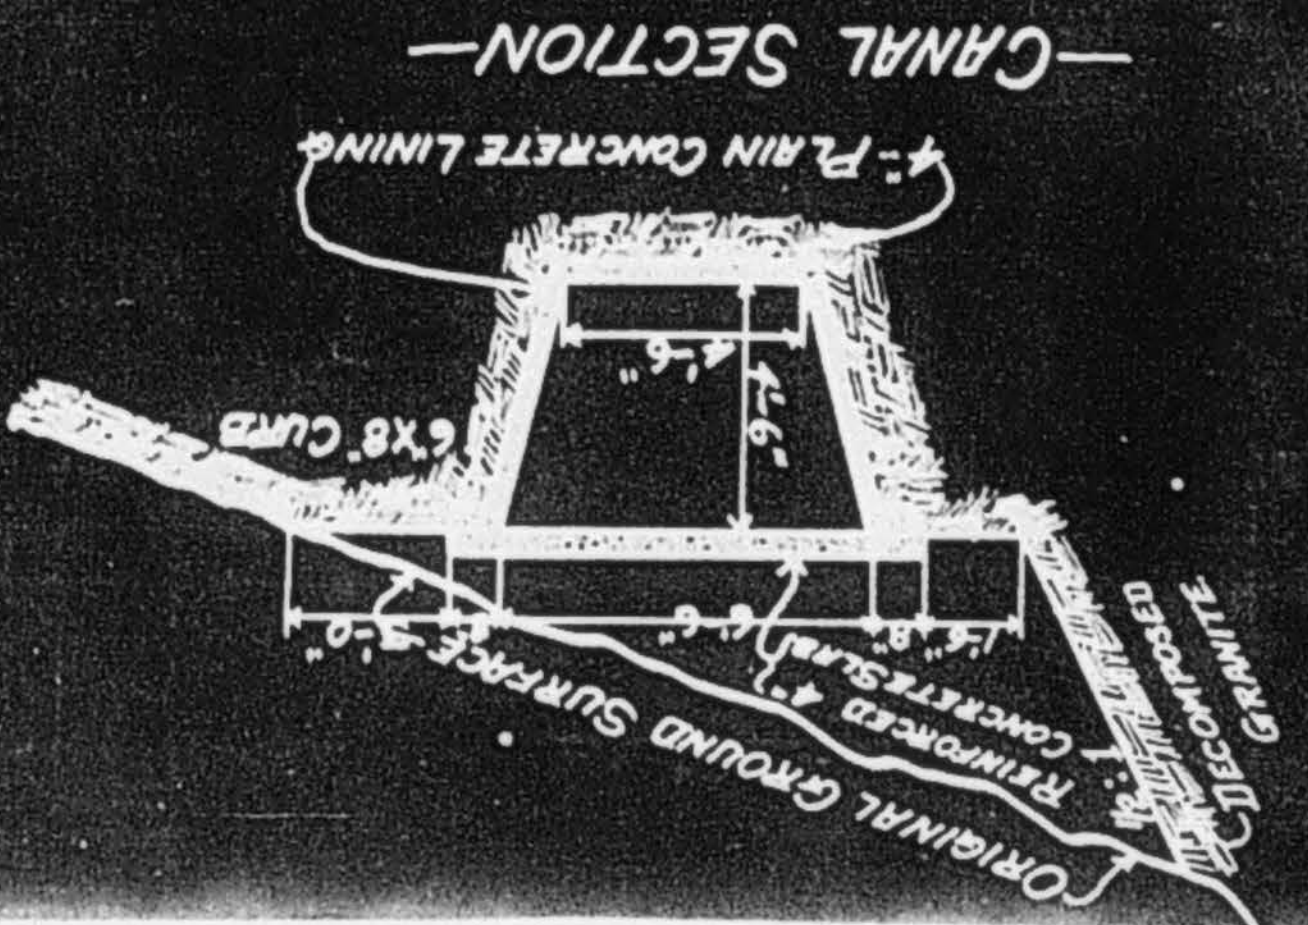 ORIGINAL GROUND SURFACE
DECOMPOSED
GRANITE
REINFORCED 4"
CONCRETE SLAB
1'-6"
8"
6'-6"
3'-0"
4'-6"
4'-6"
6"X8" CURB
4" PLAIN CONCRETE LINING
—CANAL SECTION—